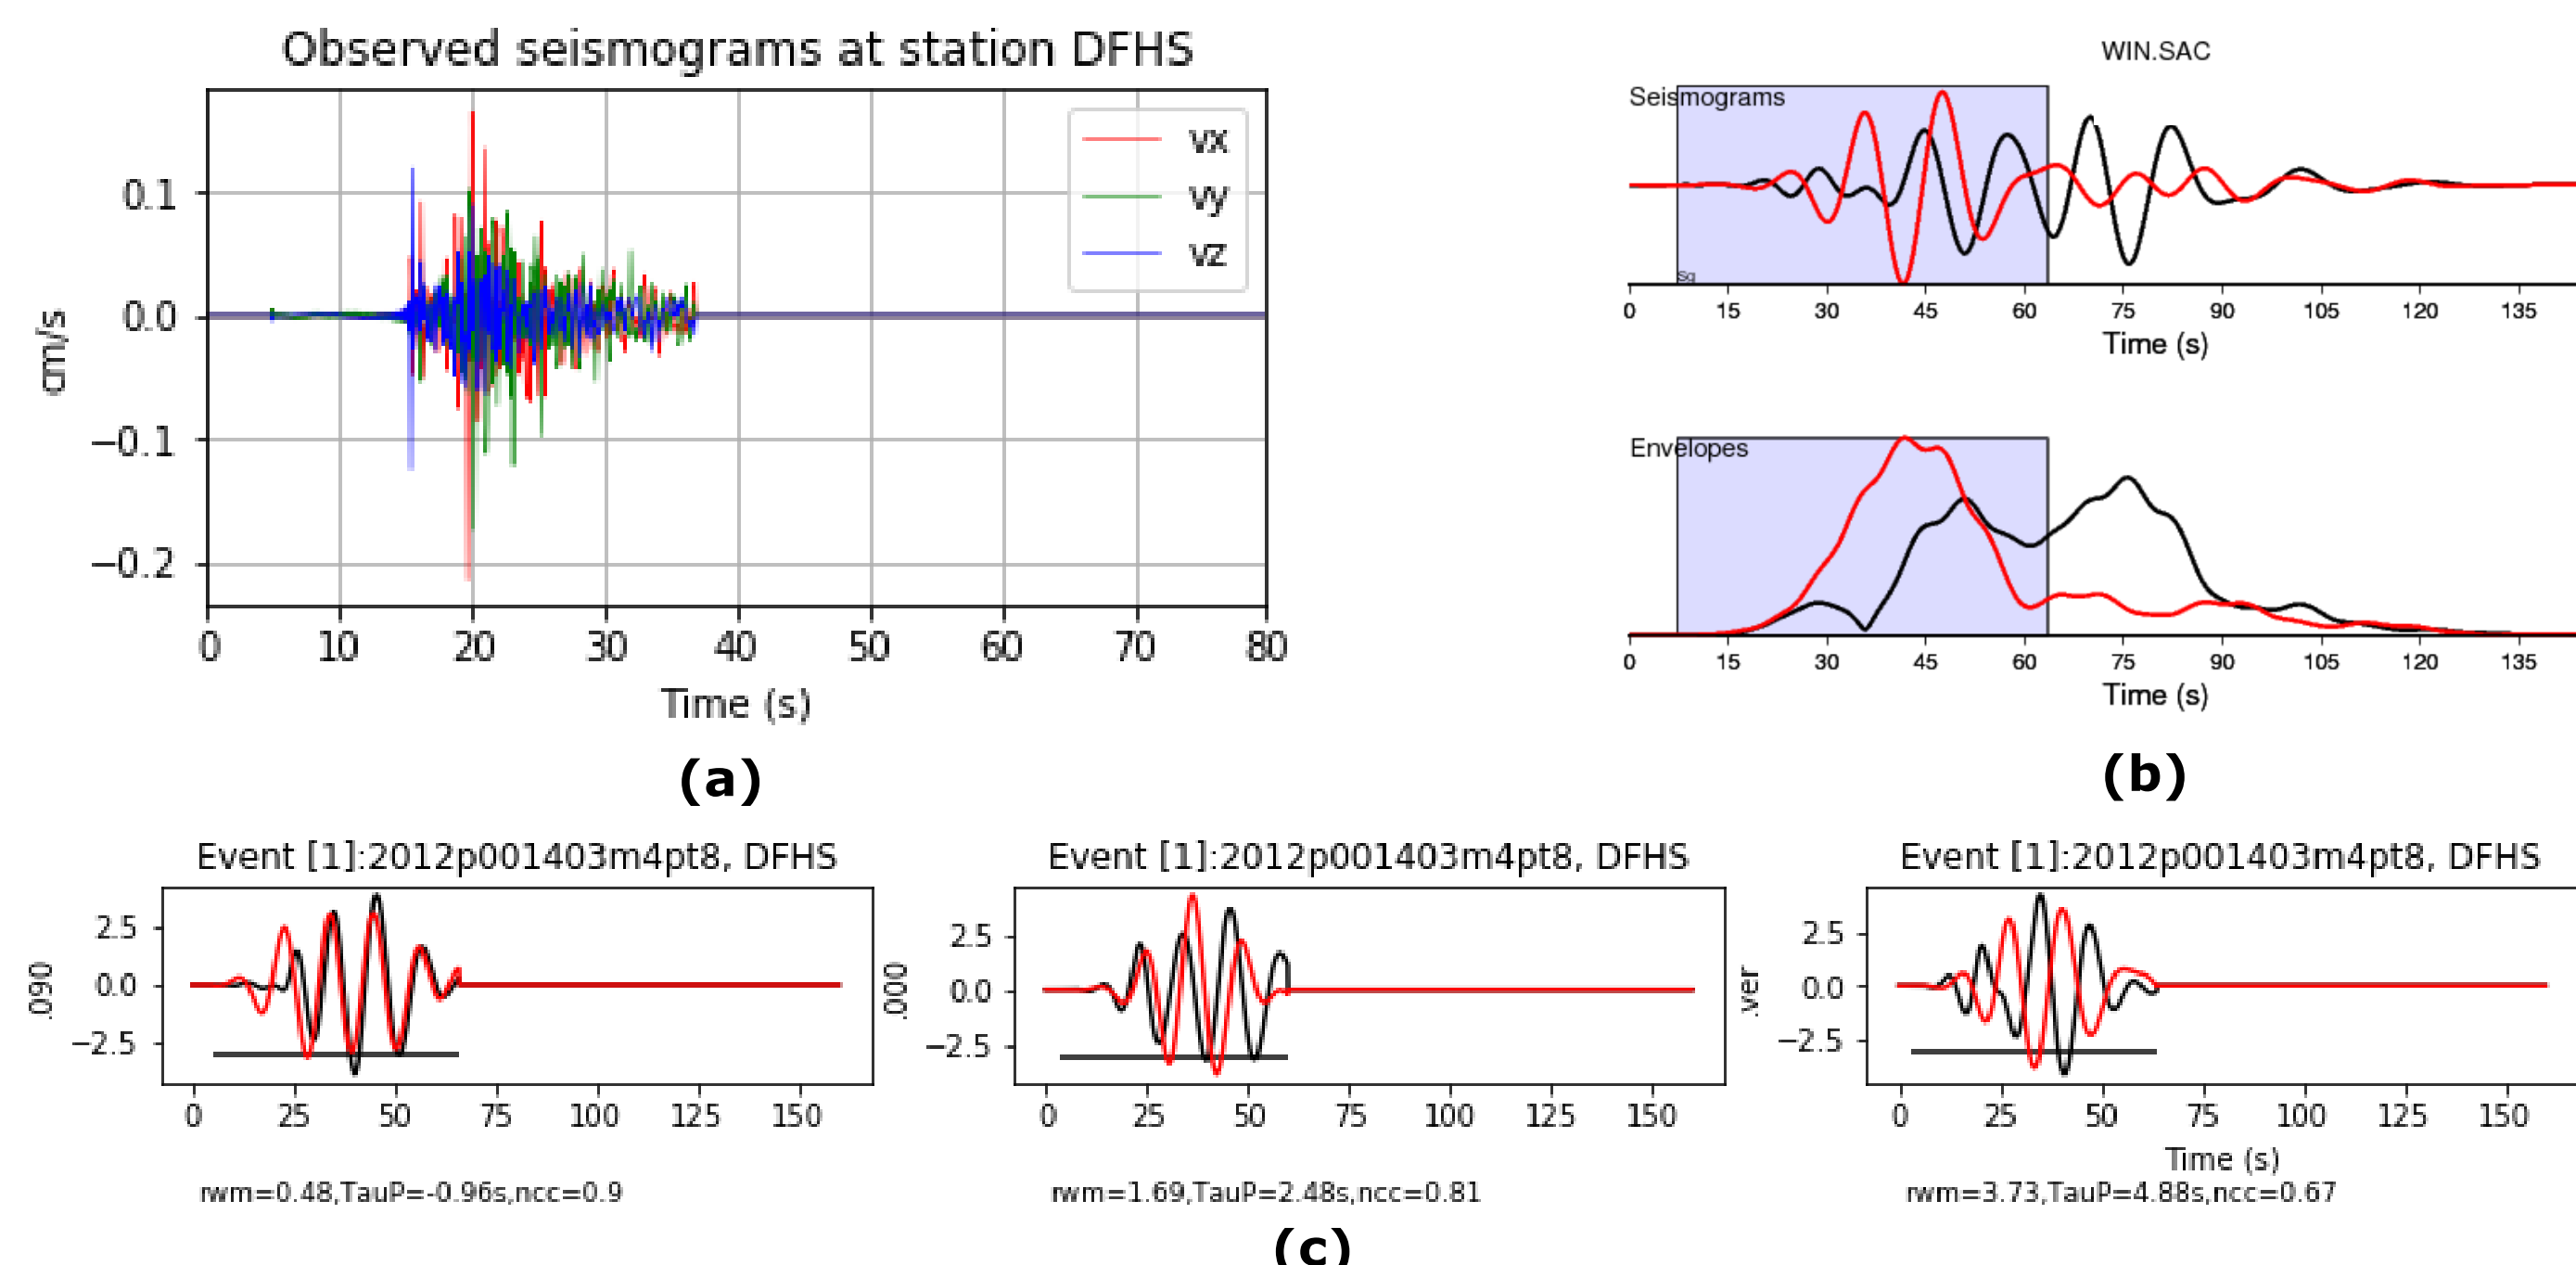 Observed seismograms at station DFHS
vx
vy
vz
0.1
0.0
−0.1
−0.2
cm/s
0 10 20 30 40 50 60 70 80
Time (s)
(a)
WIN.SAC
Seismograms
Sq
0 15 30 45 60 75 90 105 120 135
Time (s)
Envelopes
0 15 30 45 60 75 90 105 120 135
Time (s)
(b)
Event [1]:2012p001403m4pt8, DFHS
.090
2.5
0.0
−2.5
0 25 50 75 100 125 150
rwm=0.48,TauP=-0.96s,ncc=0.9
Event [1]:2012p001403m4pt8, DFHS
.000
2.5
0.0
−2.5
0 25 50 75 100 125 150
rwm=1.69,TauP=2.48s,ncc=0.81
Event [1]:2012p001403m4pt8, DFHS
.ver
2.5
0.0
−2.5
0 25 50 75 100 125 150
Time (s)
rwm=3.73,TauP=4.88s,ncc=0.67
(c)